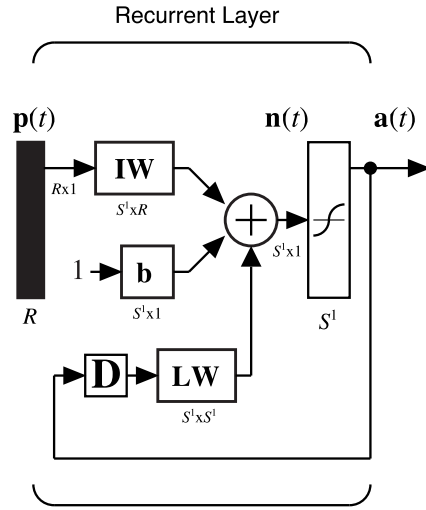 Recurrent Layer
p(t) n(t) a(t)
IW
Rx1
S¹xR
1 b
S¹x1
S¹x1
R
S¹
D LW
S¹xS¹